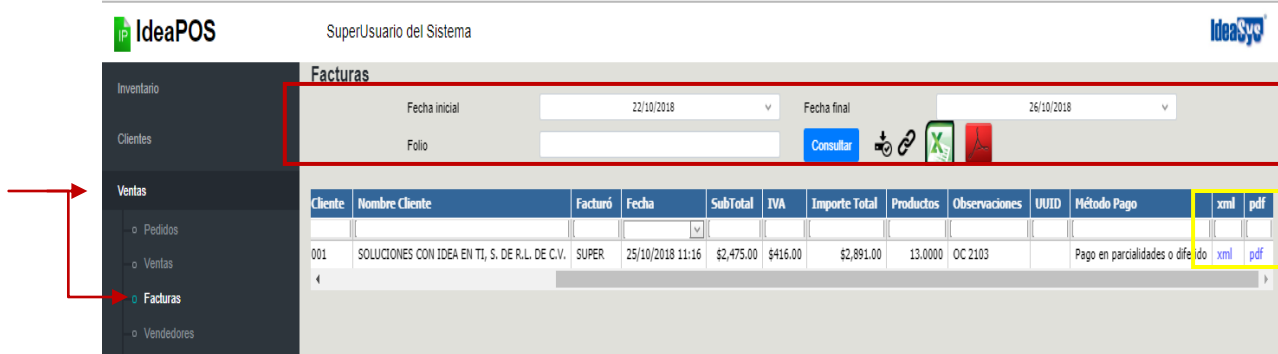 IP IdeaPOS SuperUsuario del Sistema IdeaSys
Inventario
Clientes
Ventas
Pedidos
Ventas
Facturas
Vendedores
Facturas
Fecha inicial 22/10/2018 Fecha final 26/10/2018
Folio Consultar
Cliente Nombre Cliente Facturó Fecha SubTotal IVA Importe Total Productos Observaciones UUID Método Pago xml pdf
001 SOLUCIONES CON IDEA EN TI, S. DE R.L. DE C.V. SUPER 25/10/2018 11:16 $2,475.00 $416.00 $2,891.00 13.0000 OC 2103 Pago en parcialidades o diferido xml pdf